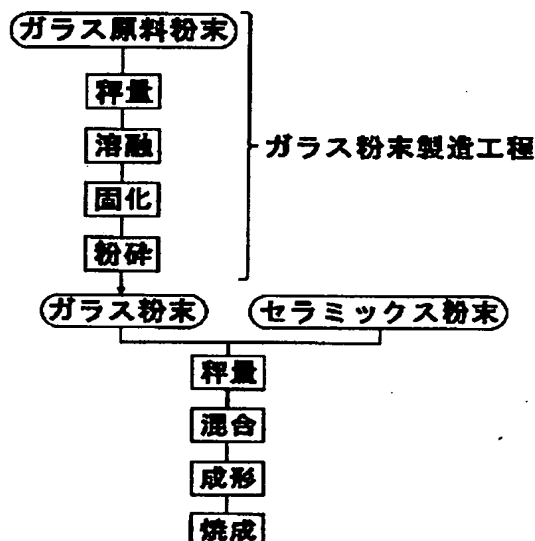 ガラス原料粉末
秤量
溶融
固化
粉砕
ガラス粉末製造工程
ガラス粉末
セラミックス粉末
秤量
混合
成形
焼成